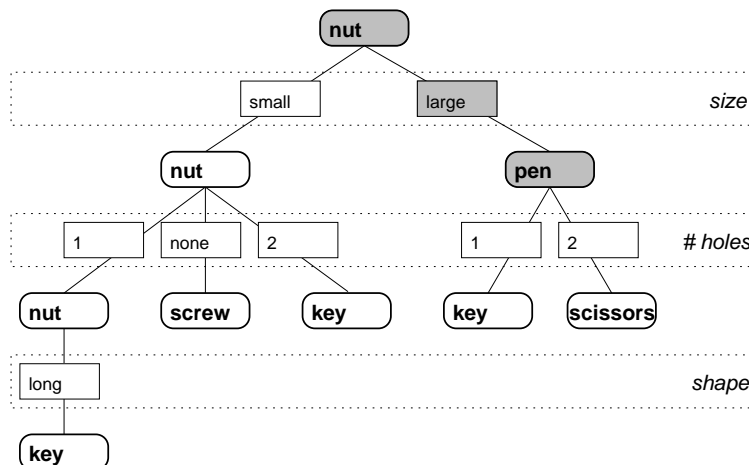 nut
small large size
nut pen
1 none 2 1 2 # holes
nut screw key key scissors
long shape
key